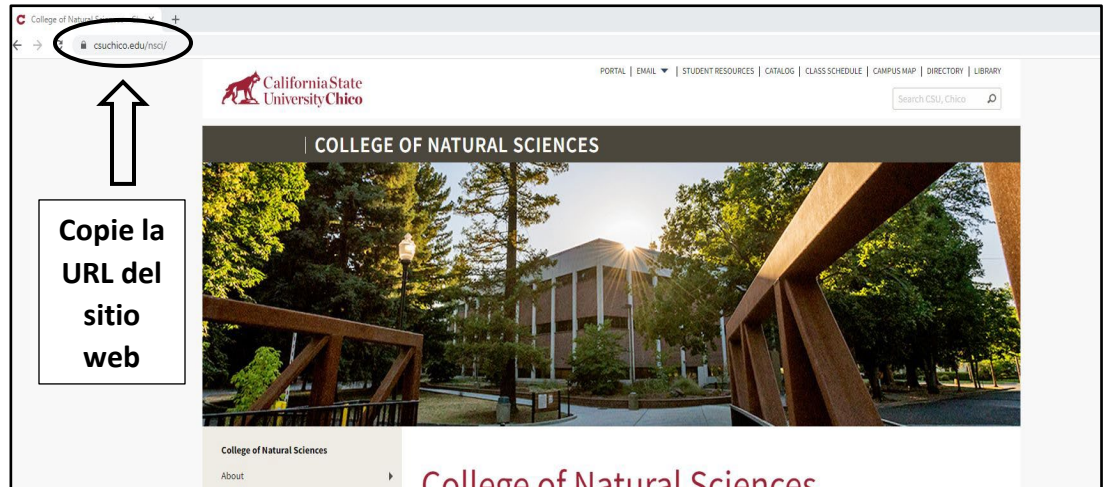 College of Natural Sciences
csuchico.edu/nsci/
California State
University Chico
PORTAL | EMAIL | STUDENT RESOURCES | CATALOG | CLASS SCHEDULE | CAMPUS MAP | DIRECTORY | LIBRARY
Search CSU, Chico
| COLLEGE OF NATURAL SCIENCES
Copie la
URL del
sitio
web
College of Natural Sciences
About
College of Natural Sciences